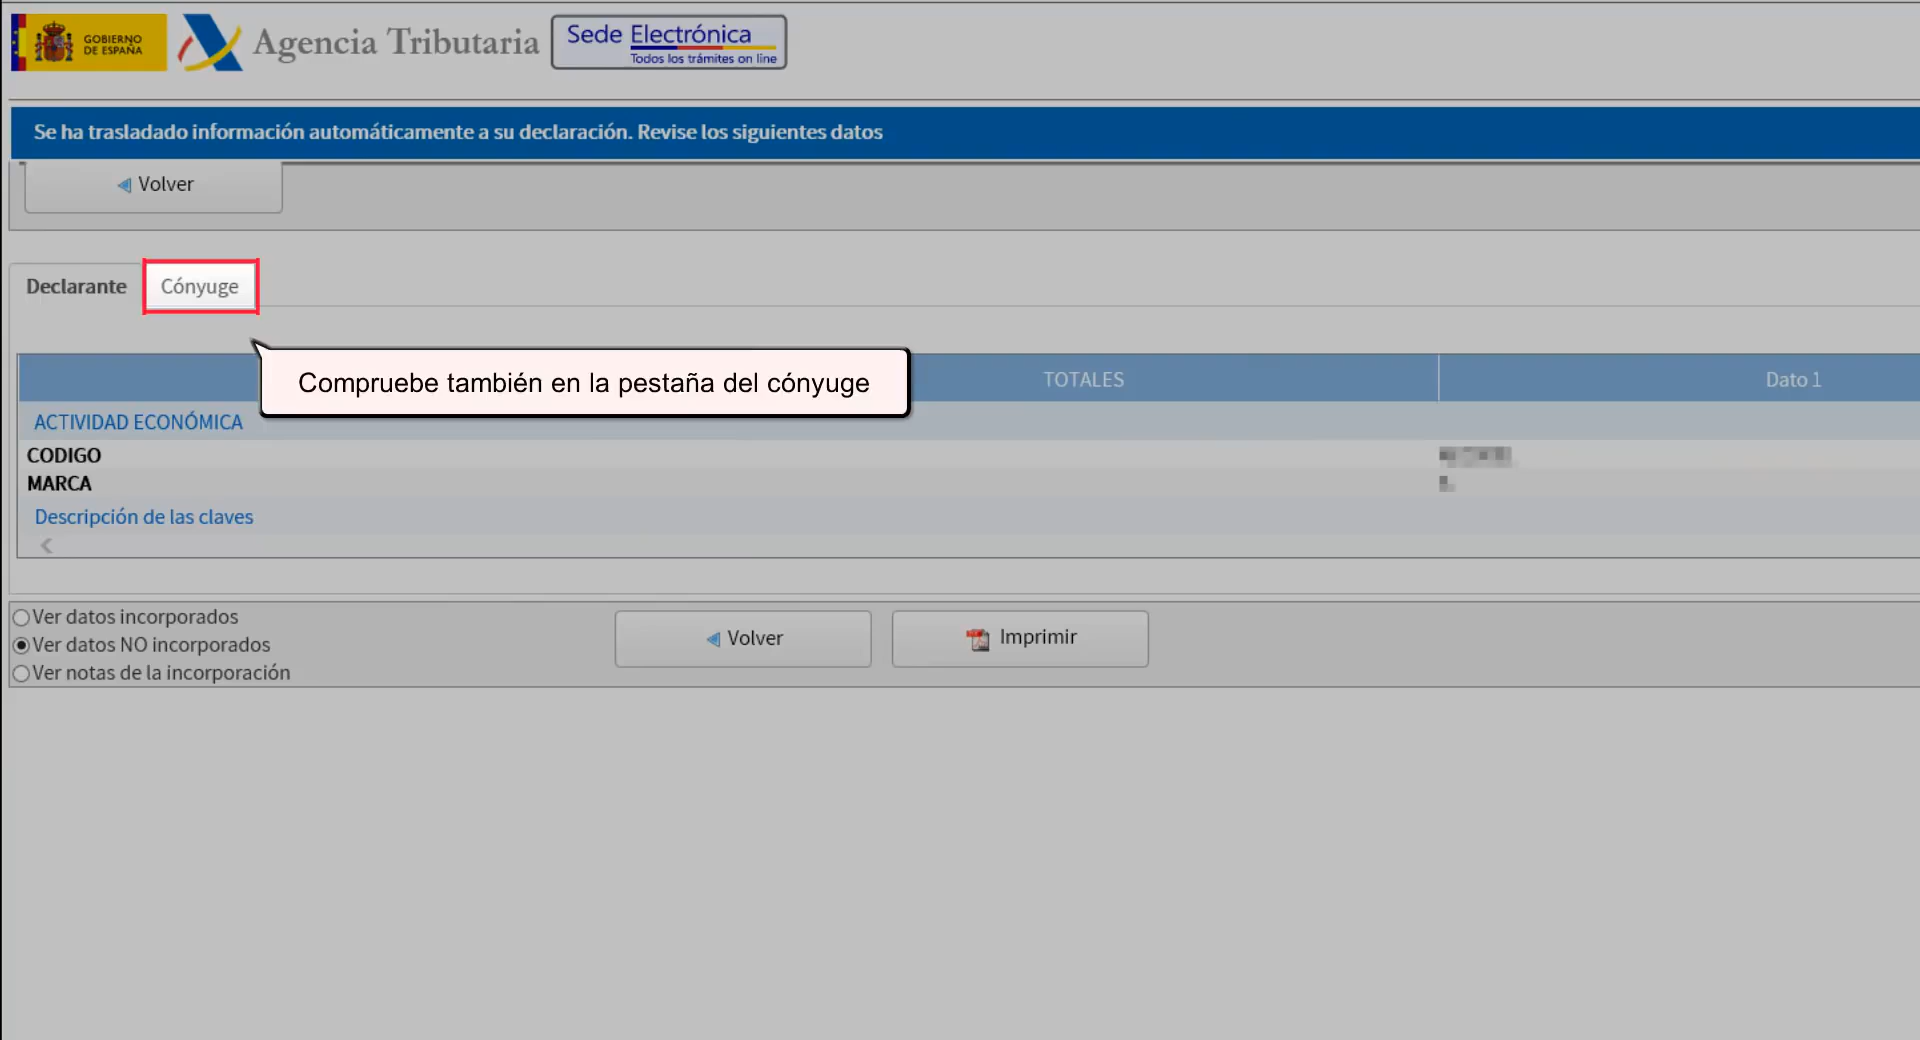 GOBIERNO
DE ESPAÑA
Agencia Tributaria
Sede Electrónica
Todos los trámites on line
Se ha trasladado información automáticamente a su declaración. Revise los siguientes datos
Volver
Declarante
Cónyuge
Compruebe también en la pestaña del cónyuge
TOTALES
Dato 1
ACTIVIDAD ECONÓMICA
CODIGO
MARCA
Descripción de las claves
Ver datos incorporados
Ver datos NO incorporados
Ver notas de la incorporación
Volver
Imprimir